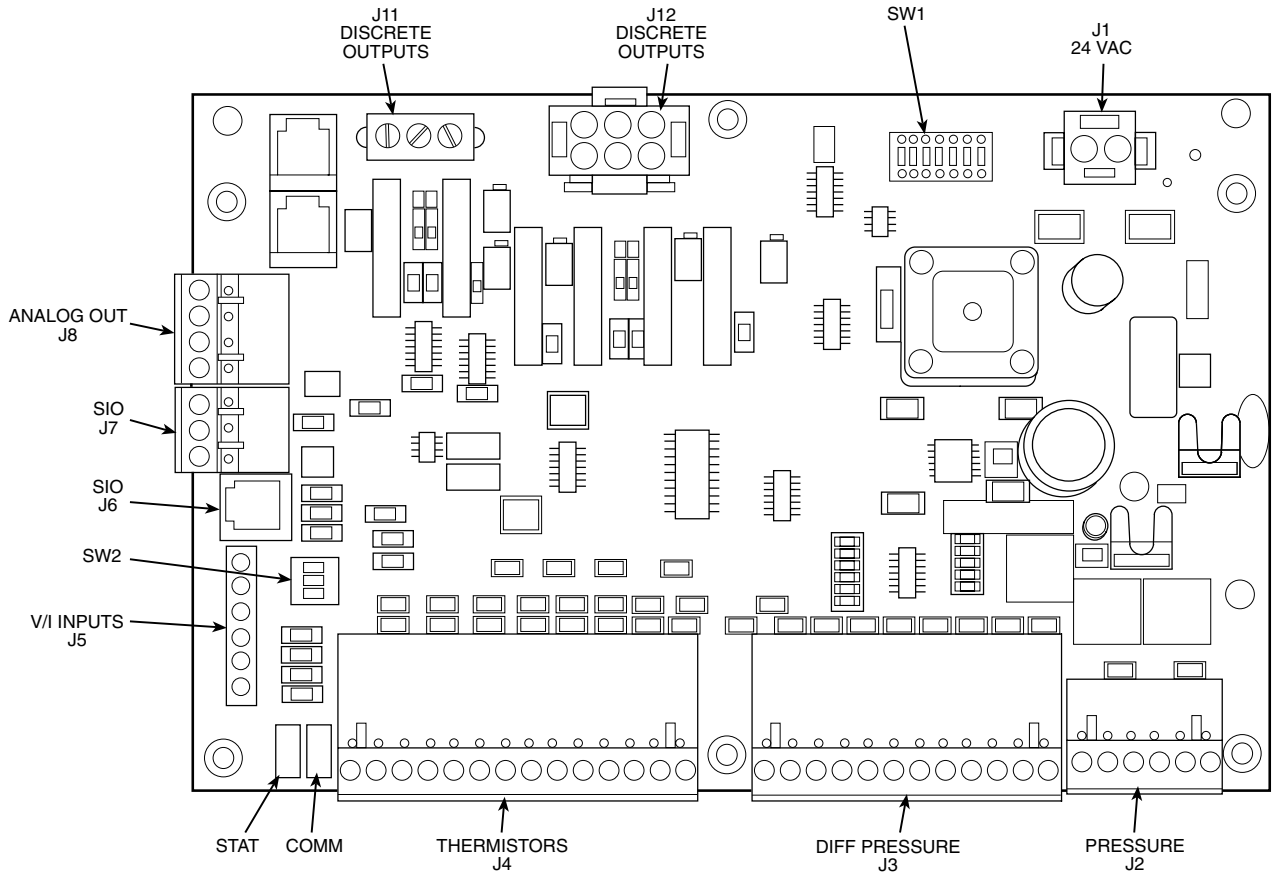 J11
DISCRETE
OUTPUTS
J12
DISCRETE
OUTPUTS
SW1
J1
24 VAC
ANALOG OUT
J8
SIO
J7
SIO
J6
SW2
V/I INPUTS
J5
STAT
COMM
THERMISTORS
J4
DIFF PRESSURE
J3
PRESSURE
J2